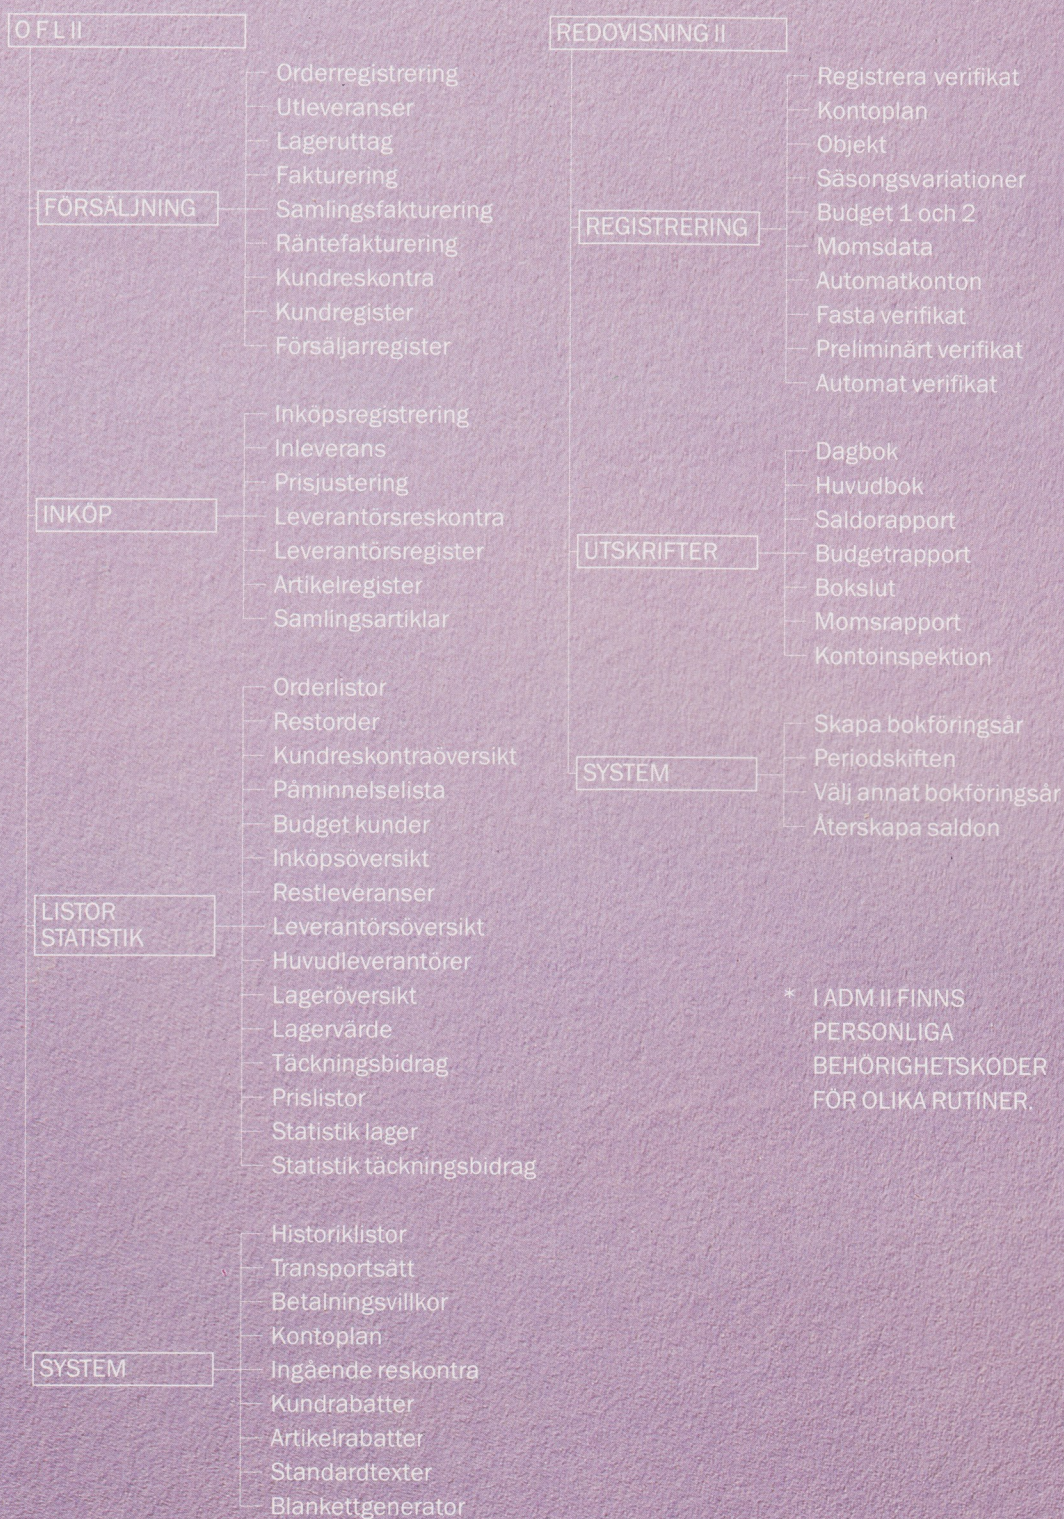 O F L II
FÖRSÄLJNING
Orderregistrering
Utleveranser
Lageruttag
Fakturering
Samlingsfakturering
Räntefakturering
Kundreskontra
Kundregister
Försäljarregister
INKÖP
Inköpsregistrering
Inleverans
Prisjustering
Leverantörsreskontra
Leverantörsregister
Artikelregister
Samlingsartiklar
LISTOR
STATISTIK
Orderlistor
Restorder
Kundreskontraöversikt
Påminnelselista
Budget kunder
Inköpsöversikt
Restleveranser
Leverantörsöversikt
Huvudleverantörer
Lageröversikt
Lagervärde
Täckningsbidrag
Prislistor
Statistik lager
Statistik täckningsbidrag
SYSTEM
Historiklistor
Transportsätt
Betalningsvillkor
Kontoplan
Ingående reskontra
Kundrabatter
Artikelrabatter
Standardtexter
Blankettgenerator
REDOVISNING II
REGISTRERING
Registrera verifikat
Kontoplan
Objekt
Säsongsvariationer
Budget 1 och 2
Momsdata
Automatkonton
Fasta verifikat
Preliminärt verifikat
Automat verifikat
UTSKRIFTER
Dagbok
Huvudbok
Saldorapport
Budgetrapport
Bokslut
Momsrapport
Kontoinspektion
SYSTEM
Skapa bokföringsår
Periodskiften
Välj annat bokföringsår
Återskapa saldon
* I ADM II FINNS
PERSONLIGA
BEHÖRIGHETSKODER
FÖR OLIKA RUTINER.